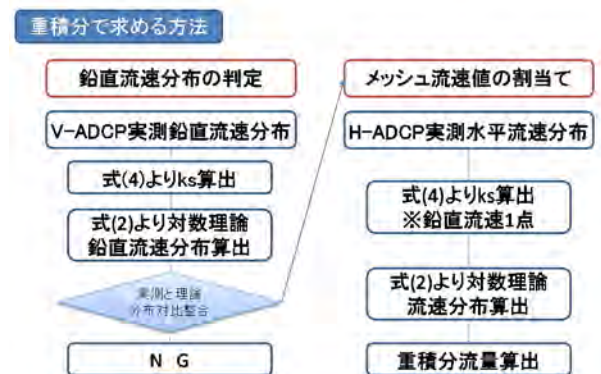 重積分で求める方法
鉛直流速分布の判定
V-ADCP実測鉛直流速分布
式(4)よりks算出
式(2)より対数理論
鉛直流速分布算出
実測と理論
分布対比整合
N G
メッシュ流速値の割当て
H-ADCP実測水平流速分布
式(4)よりks算出
※鉛直流速1点
式(2)より対数理論
流速分布算出
重積分流量算出